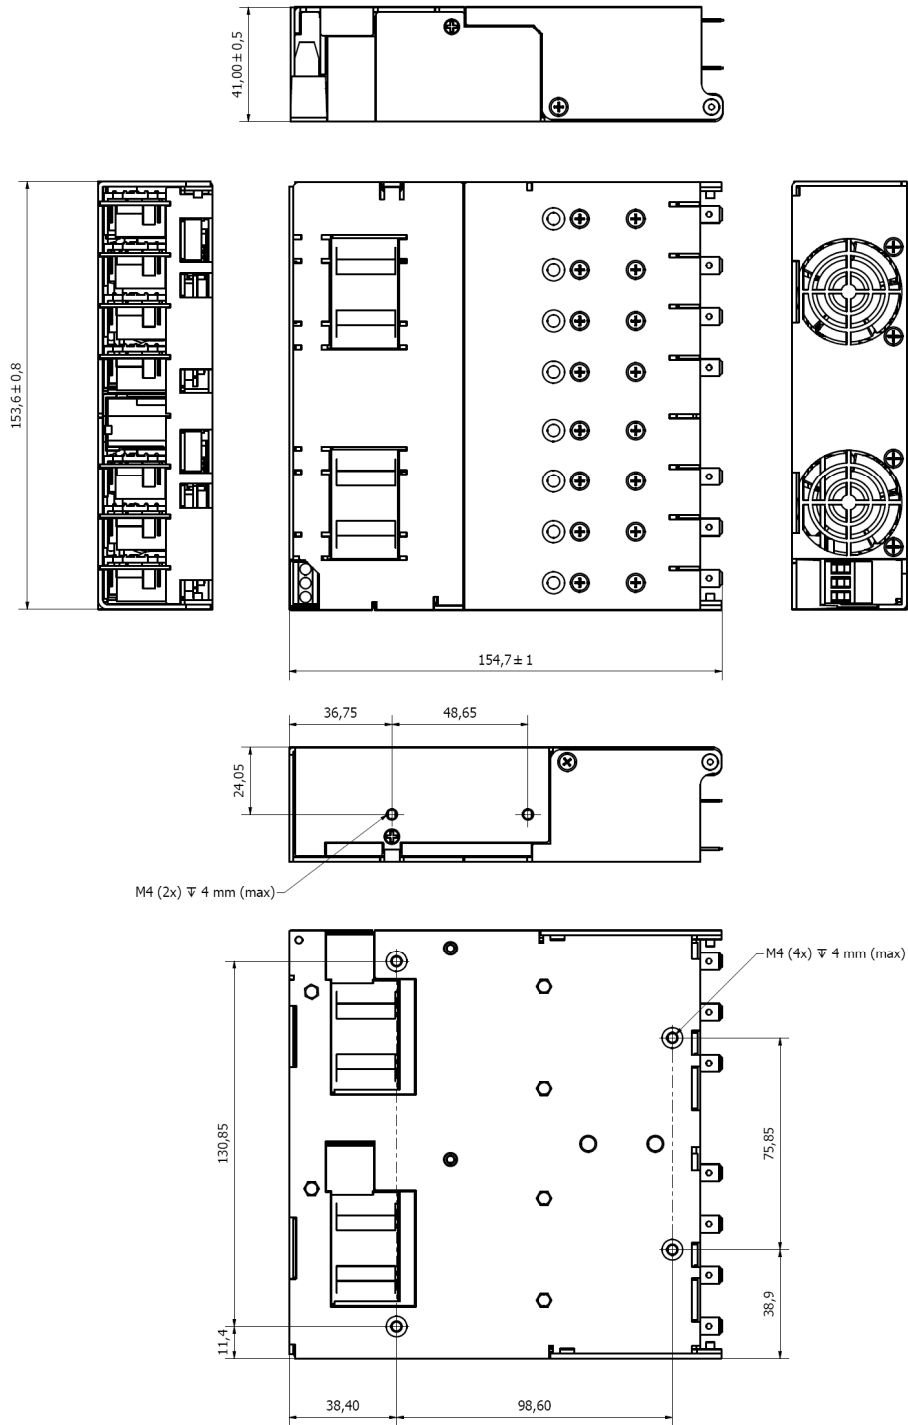 41,00 ± 0,5
153,6 ± 0,8
154,7 ± 1
36,75
48,65
24,05
M4 (2x) ↧ 4 mm (max)
M4 (4x) ↧ 4 mm (max)
130,85
75,85
38,9
11,4
38,40
98,60